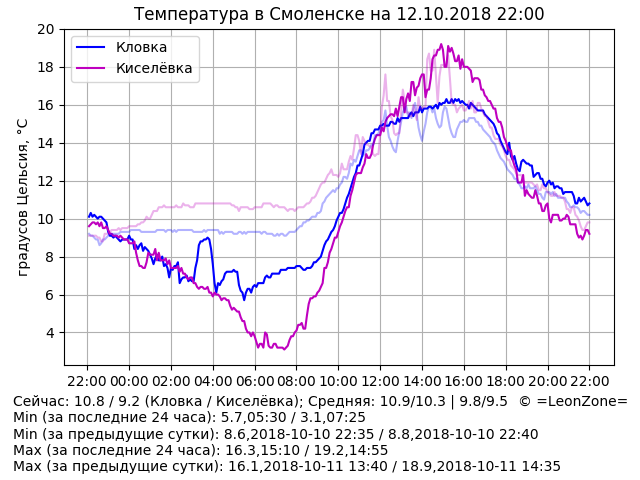 Температура в Смоленске на 12.10.2018 22:00
Кловка
Киселёвка
градусов Цельсия, °C
20
18
16
14
12
10
8
6
4
22:00 00:00 02:00 04:00 06:00 08:00 10:00 12:00 14:00 16:00 18:00 20:00 22:00
Сейчас: 10.8 / 9.2 (Кловка / Киселёвка); Средняя: 10.9/10.3 | 9.8/9.5 © =LeonZone=
Min (за последние 24 часа): 5.7,05:30 / 3.1,07:25
Min (за предыдущие сутки): 8.6,2018-10-10 22:35 / 8.8,2018-10-10 22:40
Max (за последние 24 часа): 16.3,15:10 / 19.2,14:55
Max (за предыдущие сутки): 16.1,2018-10-11 13:40 / 18.9,2018-10-11 14:35